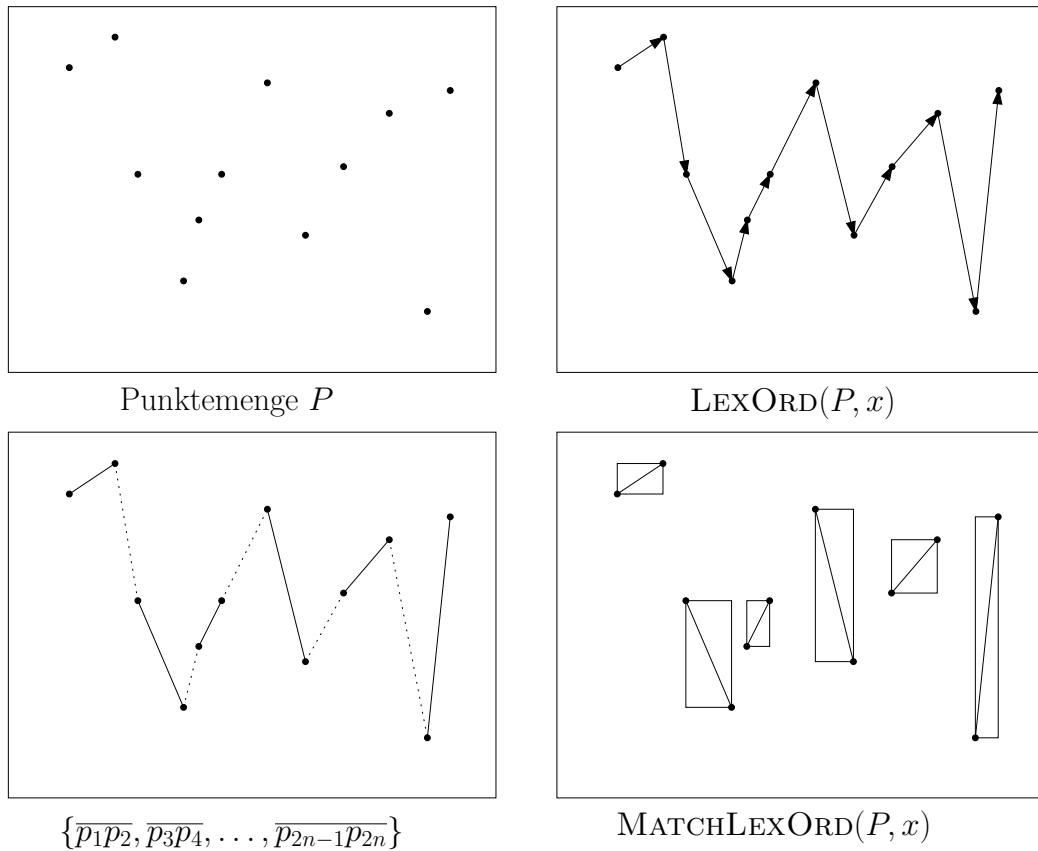 Punktemenge P
LEXORD(P, x)
{p₁p₂, p₃p₄, . . . , p₂ₙ₋₁p₂ₙ}
MATCHLEXORD(P, x)